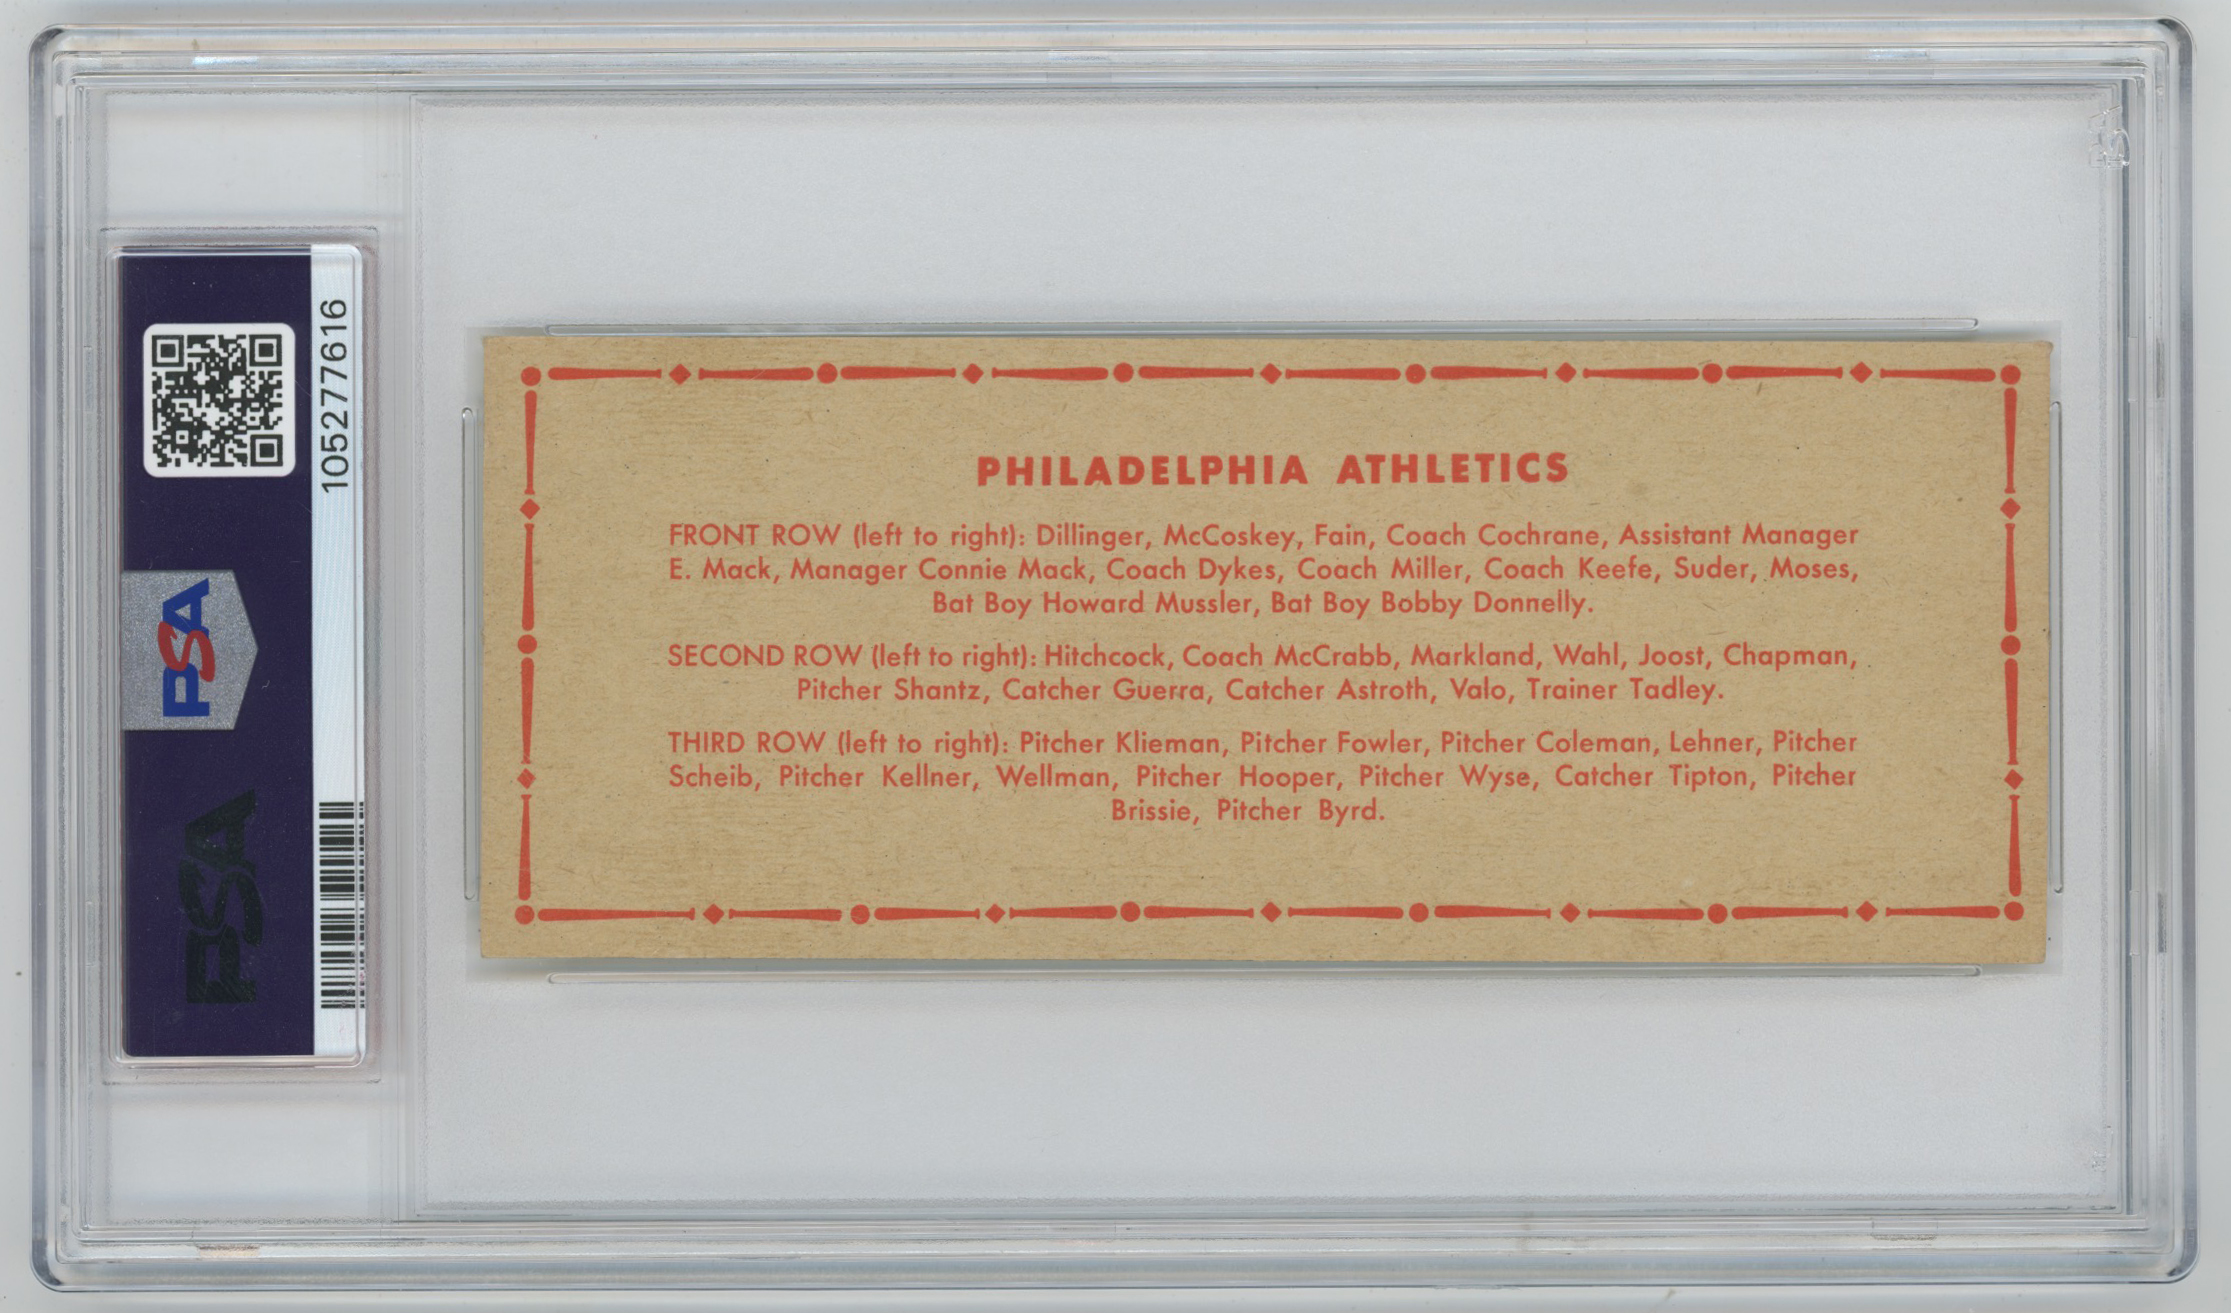 105277616
PSA
PSA
PHILADELPHIA ATHLETICS
FRONT ROW (left to right): Dillinger, McCoskey, Fain, Coach Cochrane, Assistant Manager
E. Mack, Manager Connie Mack, Coach Dykes, Coach Miller, Coach Keefe, Suder, Moses,
Bat Boy Howard Mussler, Bat Boy Bobby Donnelly.
SECOND ROW (left to right): Hitchcock, Coach McCrabb, Markland, Wahl, Joost, Chapman,
Pitcher Shantz, Catcher Guerra, Catcher Astroth, Valo, Trainer Tadley.
THIRD ROW (left to right): Pitcher Klieman, Pitcher Fowler, Pitcher Coleman, Lehner, Pitcher
Scheib, Pitcher Kellner, Wellman, Pitcher Hooper, Pitcher Wyse, Catcher Tipton, Pitcher
Brissie, Pitcher Byrd.